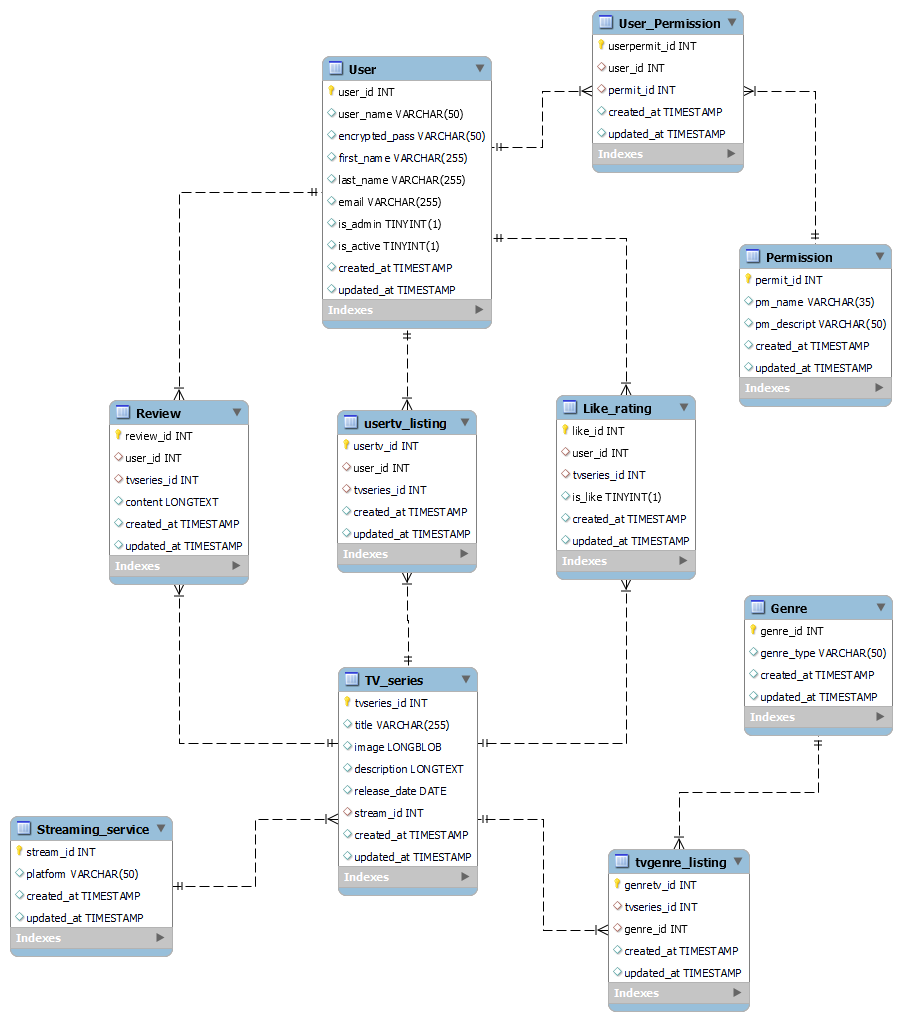 User_Permission
userpermit_id INT
user_id INT
permit_id INT
created_at TIMESTAMP
updated_at TIMESTAMP
Indexes
User
user_id INT
user_name VARCHAR(50)
encrypted_pass VARCHAR(50)
first_name VARCHAR(255)
last_name VARCHAR(255)
email VARCHAR(255)
is_admin TINYINT(1)
is_active TINYINT(1)
created_at TIMESTAMP
updated_at TIMESTAMP
Indexes
Permission
permit_id INT
pm_name VARCHAR(35)
pm_descript VARCHAR(50)
created_at TIMESTAMP
updated_at TIMESTAMP
Indexes
Review
review_id INT
user_id INT
tvseries_id INT
content LONGTEXT
created_at TIMESTAMP
updated_at TIMESTAMP
Indexes
usertv_listing
usertv_id INT
user_id INT
tvseries_id INT
created_at TIMESTAMP
updated_at TIMESTAMP
Indexes
Like_rating
like_id INT
user_id INT
tvseries_id INT
is_like TINYINT(1)
created_at TIMESTAMP
updated_at TIMESTAMP
Indexes
Genre
genre_id INT
genre_type VARCHAR(50)
created_at TIMESTAMP
updated_at TIMESTAMP
Indexes
TV_series
tvseries_id INT
title VARCHAR(255)
image LONGBLOB
description LONGTEXT
release_date DATE
stream_id INT
created_at TIMESTAMP
updated_at TIMESTAMP
Indexes
Streaming_service
stream_id INT
platform VARCHAR(50)
created_at TIMESTAMP
updated_at TIMESTAMP
Indexes
tvgenre_listing
genretv_id INT
tvseries_id INT
genre_id INT
created_at TIMESTAMP
updated_at TIMESTAMP
Indexes